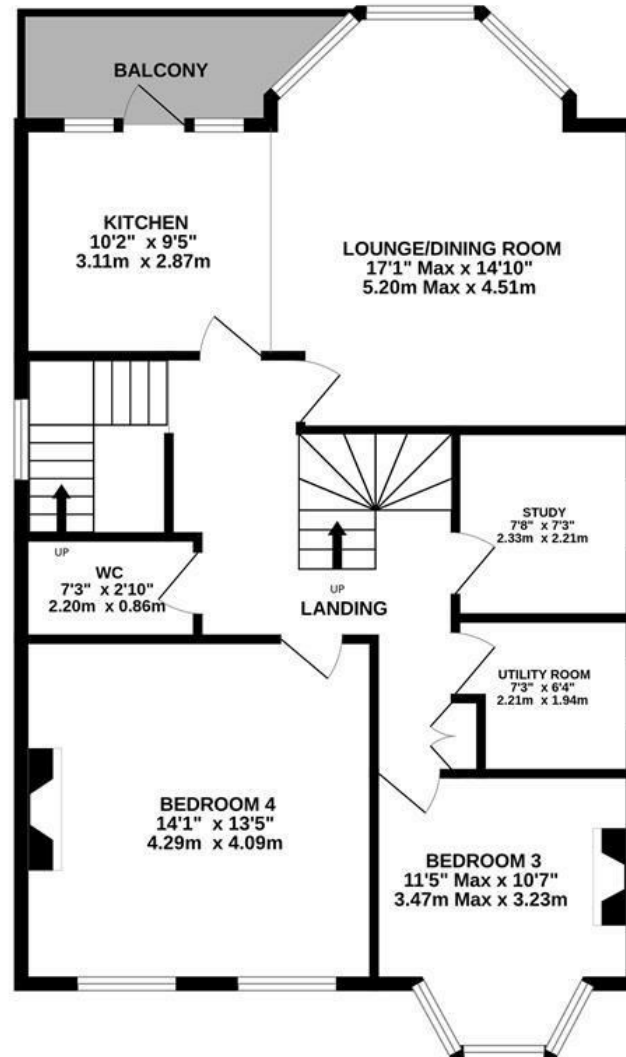 BALCONY
KITCHEN
10'2" x 9'5"
3.11m x 2.87m
LOUNGE/DINING ROOM
17'1" Max x 14'10"
5.20m Max x 4.51m
STUDY
7'8" x 7'3"
2.33m x 2.21m
UP
WC
7'3" x 2'10"
2.20m x 0.86m
UP
LANDING
UTILITY ROOM
7'3" x 6'4"
2.21m x 1.94m
BEDROOM 4
14'1" x 13'5"
4.29m x 4.09m
BEDROOM 3
11'5" Max x 10'7"
3.47m Max x 3.23m